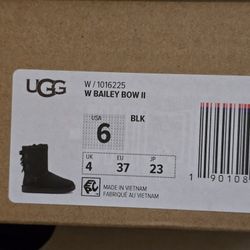 UGG
W / 1016225
W BAILEY BOW II
USA
6
BLK
UK EU JP
4 37 23
MADE IN VIETNAM
FABRIQUÉ AU VIETNAM
1 90108